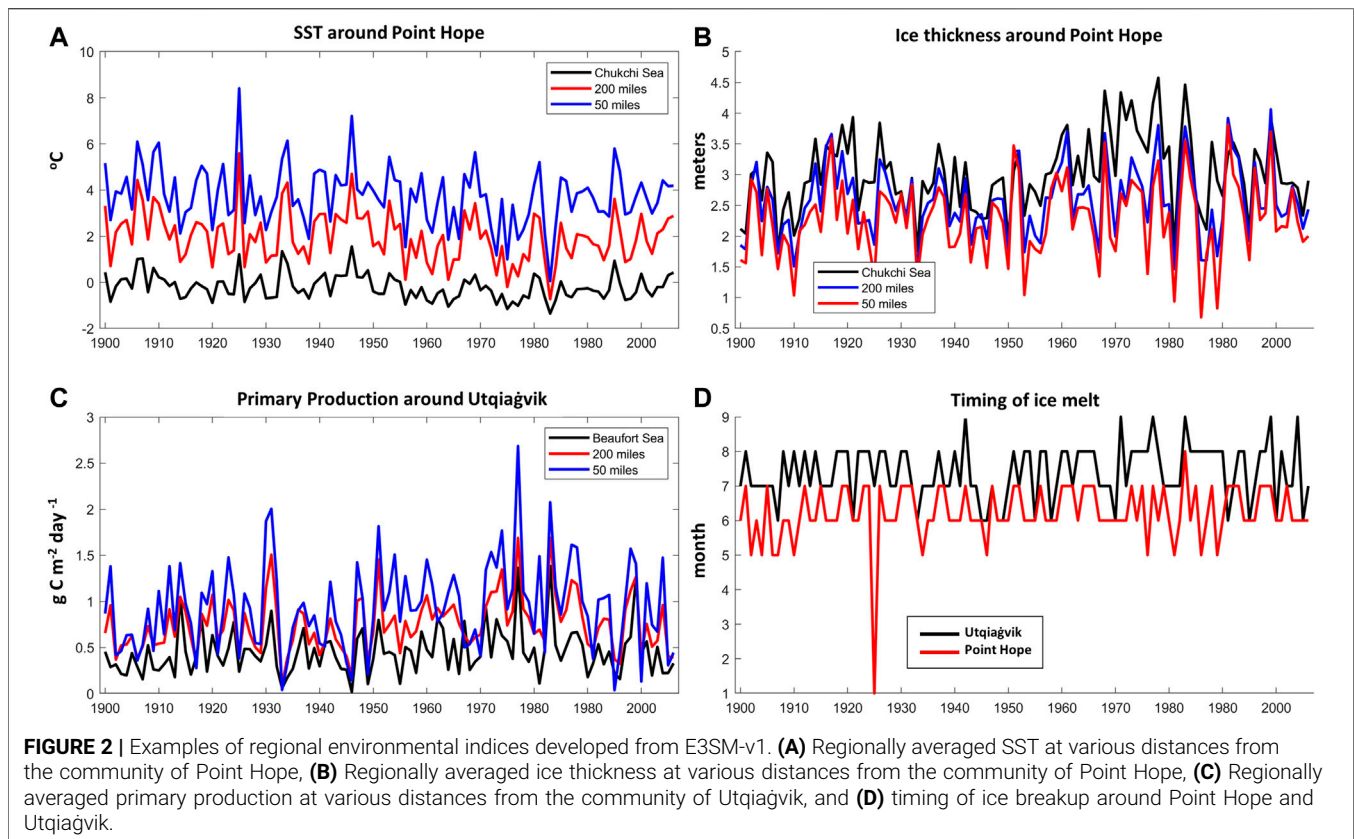 A
SST around Point Hope
10
8
6
4
2
0
-2
ºC
Chukchi Sea
200 miles
50 miles
1900 1910 1920 1930 1940 1950 1960 1970 1980 1990 2000
B
Ice thickness around Point Hope
5
4.5
4
3.5
3
2.5
2
1.5
1
0.5
meters
Chukchi Sea
200 miles
50 miles
1900 1910 1920 1930 1940 1950 1960 1970 1980 1990 2000
C
Primary Production around Utqiaġvik
3
2.5
2
1.5
1
0.5
0
g C m-2 day -1
Beaufort Sea
200 miles
50 miles
1900 1910 1920 1930 1940 1950 1960 1970 1980 1990 2000
D
Timing of ice melt
9
8
7
6
5
4
3
2
1
month
Utqiaġvik
Point Hope
1900 1910 1920 1930 1940 1950 1960 1970 1980 1990 2000
FIGURE 2 | Examples of regional environmental indices developed from E3SM-v1. (A) Regionally averaged SST at various distances from
the community of Point Hope, (B) Regionally averaged ice thickness at various distances from the community of Point Hope, (C) Regionally
averaged primary production at various distances from the community of Utqiaġvik, and (D) timing of ice breakup around Point Hope and
Utqiaġvik.